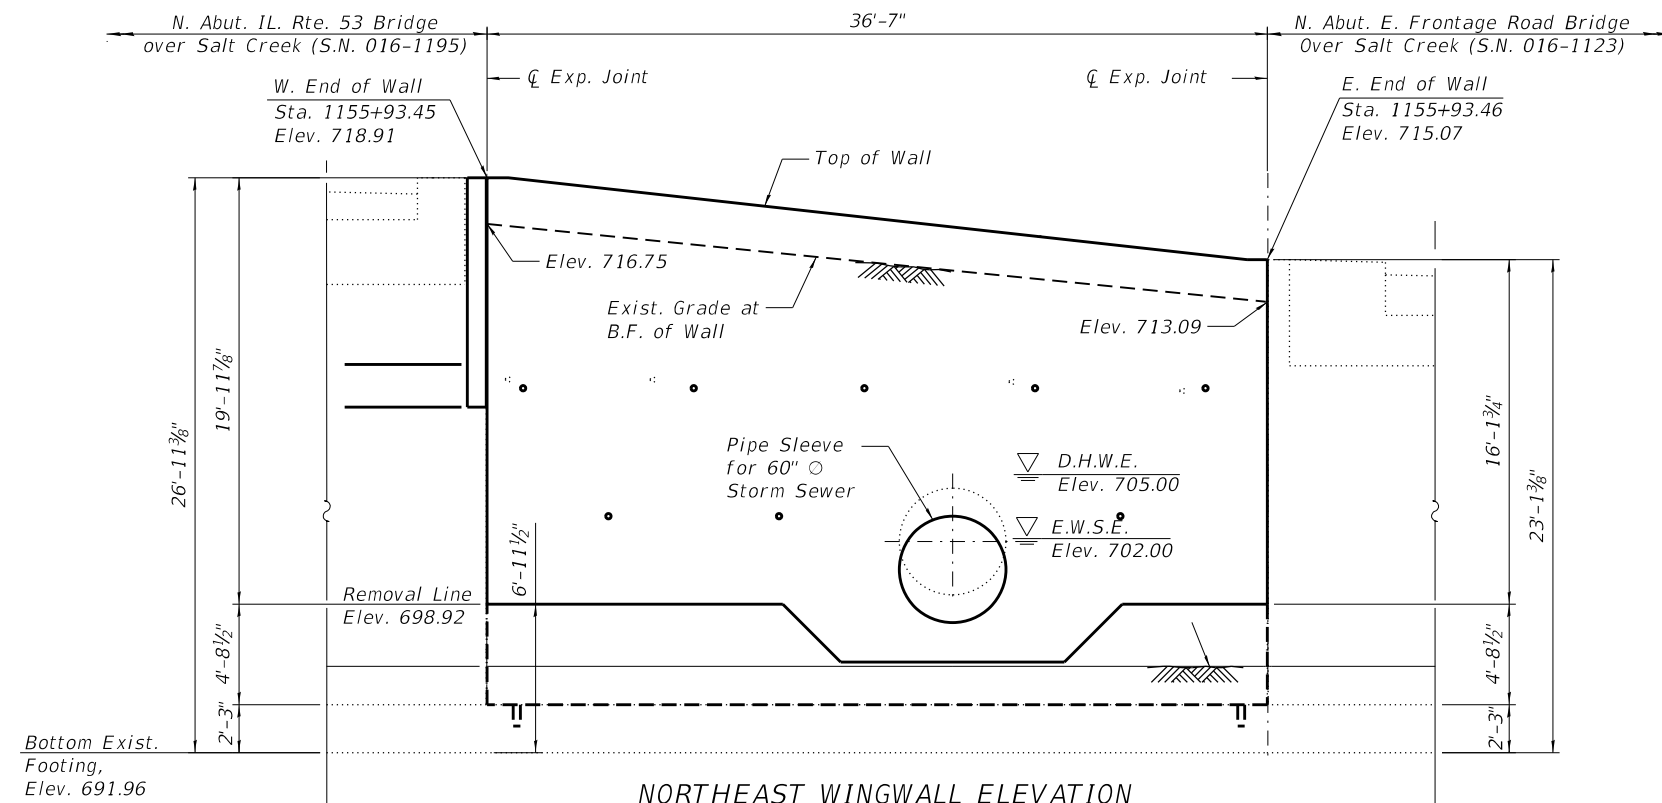 N. Abut. IL. Rte. 53 Bridge
over Salt Creek (S.N. 016-1195)
36'-7"
N. Abut. E. Frontage Road Bridge
Over Salt Creek (S.N. 016-1123)
℄ Exp. Joint
℄ Exp. Joint
W. End of Wall
Sta. 1155+93.45
Elev. 718.91
E. End of Wall
Sta. 1155+93.46
Elev. 715.07
Top of Wall
Elev. 716.75
Exist. Grade at
B.F. of Wall
Elev. 713.09
26'-11⅜"
19'-11⅞"
16'-1¾"
23'-1⅜"
Pipe Sleeve
for 60" ∅
Storm Sewer
D.H.W.E.
Elev. 705.00
E.W.S.E.
Elev. 702.00
6'-11½"
Removal Line
Elev. 698.92
4'-8½"
4'-8½"
2'-3"
2'-3"
Bottom Exist.
Footing,
Elev. 691.96
NORTHEAST WINGWALL ELEVATION